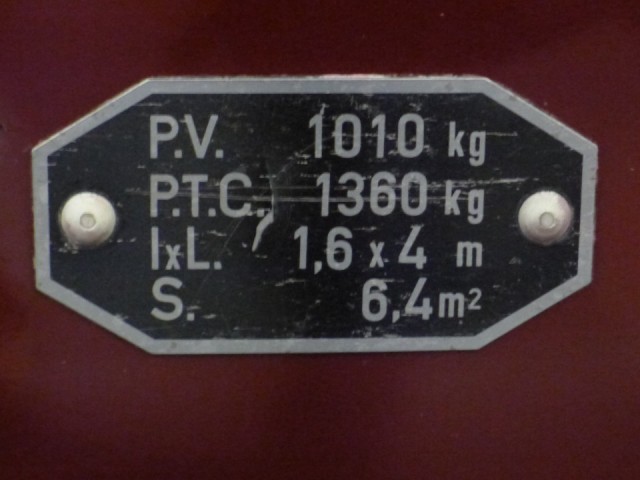 P.V. 1010 kg
P.T.C. 1360 kg
lxL. 1,6 x 4 m
S. 6,4m²